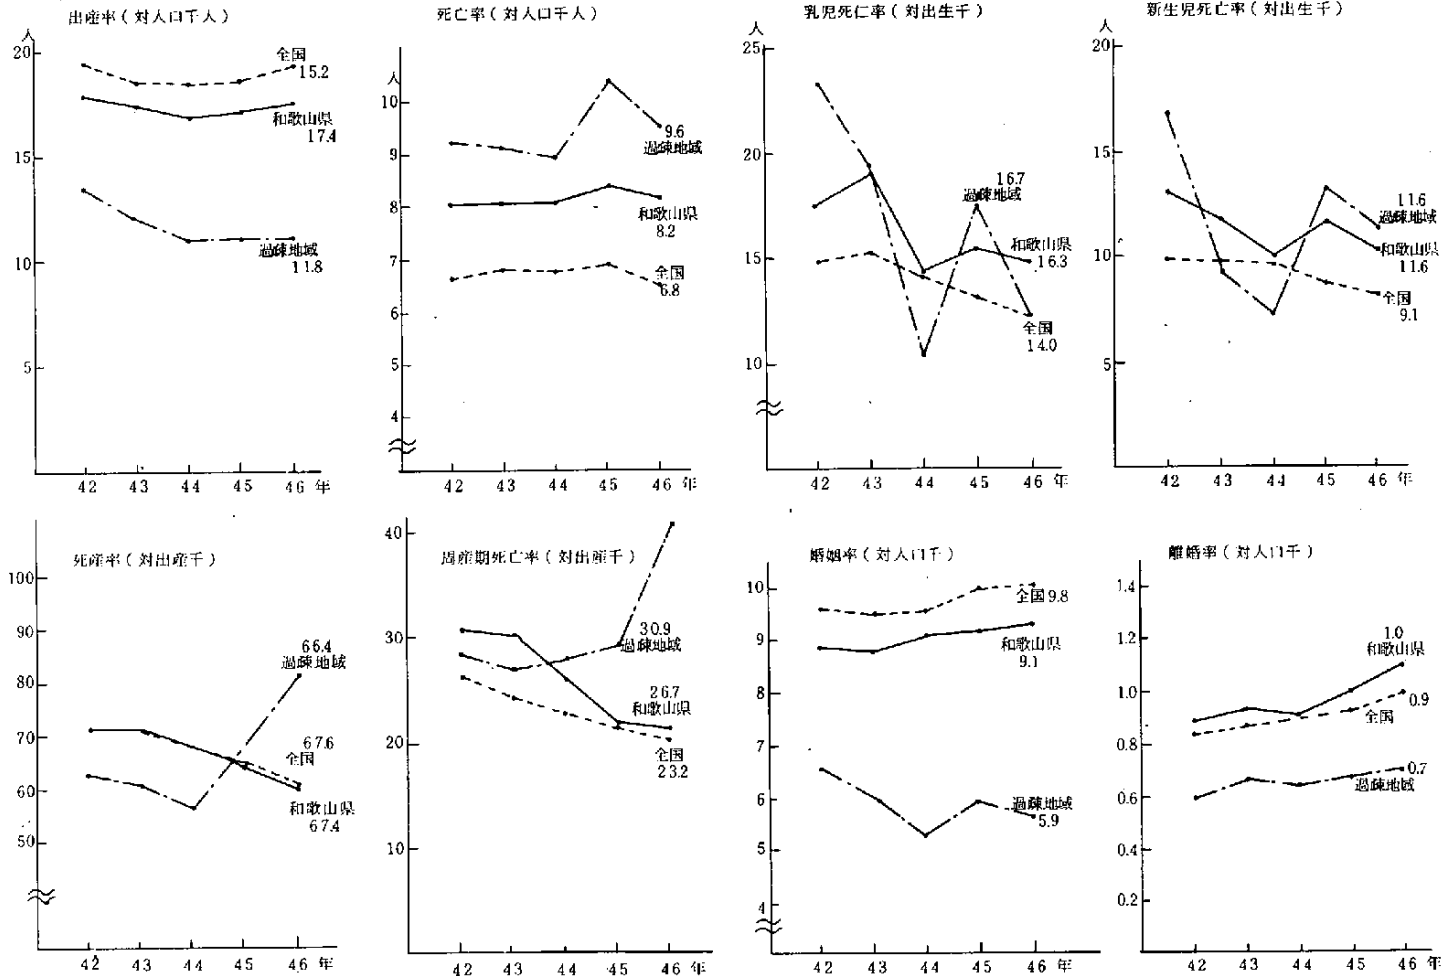 出産率(対人口千人)
人
20
15
10
5
全国
15.2
和歌山県
17.4
過疎地域
11.8
42 43 44 45 46 年
死亡率(対人口千人)
人
10
9
8
7
6
5
4
9.6
過疎地域
和歌山県
8.2
全国
6.8
42 43 44 45 46 年
乳児死亡率(対出生千)
人
25
20
15
10
16.7
過疎地域
和歌山県
16.3
全国
14.0
42 43 44 45 46 年
新生児死亡率(対出生千)
人
20
15
10
5
11.6
過疎地域
和歌山県
11.6
全国
9.1
42 43 44 45 46 年
死産率(対出産千)
100
90
80
70
60
50
66.4
過疎地域
67.6
全国
和歌山県
67.4
42 43 44 45 46 年
周産期死亡率(対出産千)
40
30
20
10
30.9
過疎地域
26.7
和歌山県
全国
23.2
42 43 44 45 46 年
婚姻率(対人口千)
10
9
8
7
6
5
4
全国 9.8
和歌山県
9.1
過疎地域
5.9
42 43 44 45 46 年
離婚率(対人口千)
1.4
1.2
1.0
0.8
0.6
0.4
0.2
1.0
和歌山県
0.9
全国
0.7
過疎地域
42 43 44 45 46 年